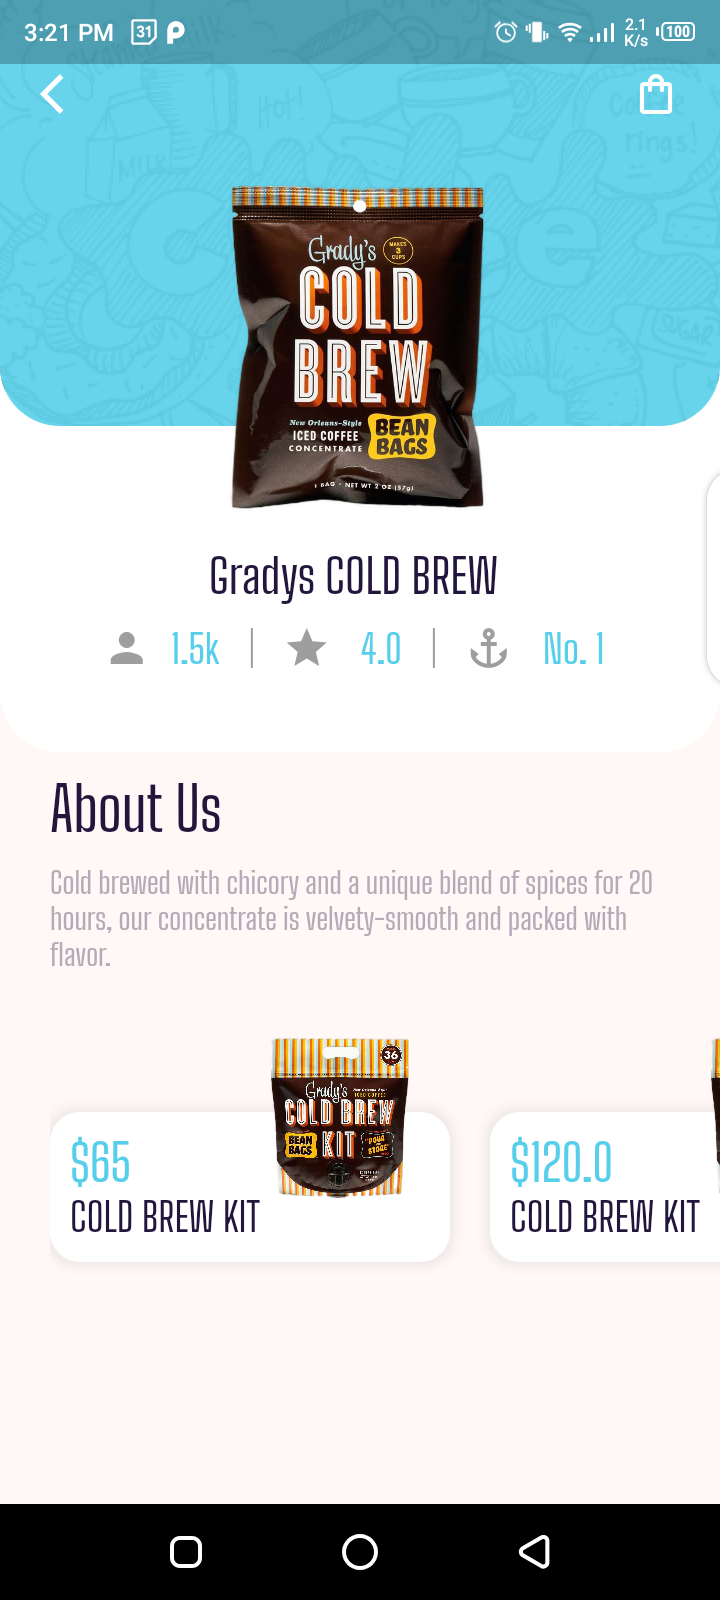 3:21 PM
31
2.1
K/s
100
Hot!
MILK
rings!
SUGAR
Grady's
MAKES
3
CUPS
COLD
BREW
New Orleans-Style
ICED COFFEE
CONCENTRATE
BEAN
BAGS
1 BAG • NET WT 2 OZ (57g)
Gradys COLD BREW
1.5k
4.0
No. 1
About Us
Cold brewed with chicory and a unique blend of spices for 20
hours, our concentrate is velvety-smooth and packed with
flavor.
36
Grady's
COLD BREW
BEAN
BAGS
KIT
$65
COLD BREW KIT
$120.0
COLD BREW KIT